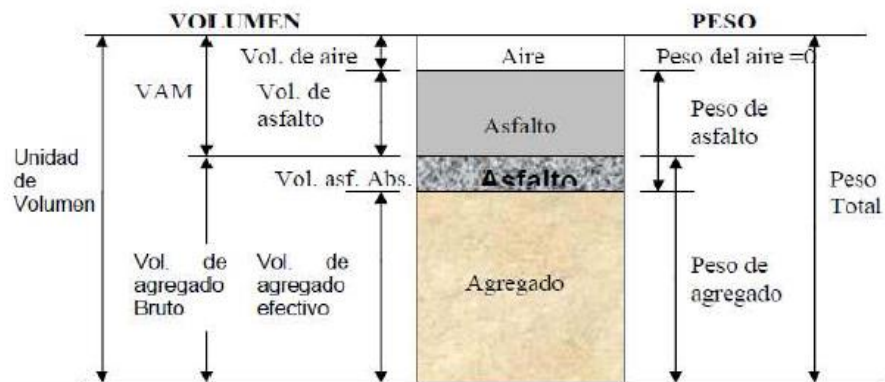 VOLUMEN
PESO
Vol. de aire
Aire
Peso del aire =0
VAM
Vol. de
asfalto
Asfalto
Peso de
asfalto
Unidad
de
Volumen
Vol. asf. Abs.
Asfalto
Peso
Total
Vol. de
agregado
Bruto
Vol. de
agregado
efectivo
Agregado
Peso de
agregado